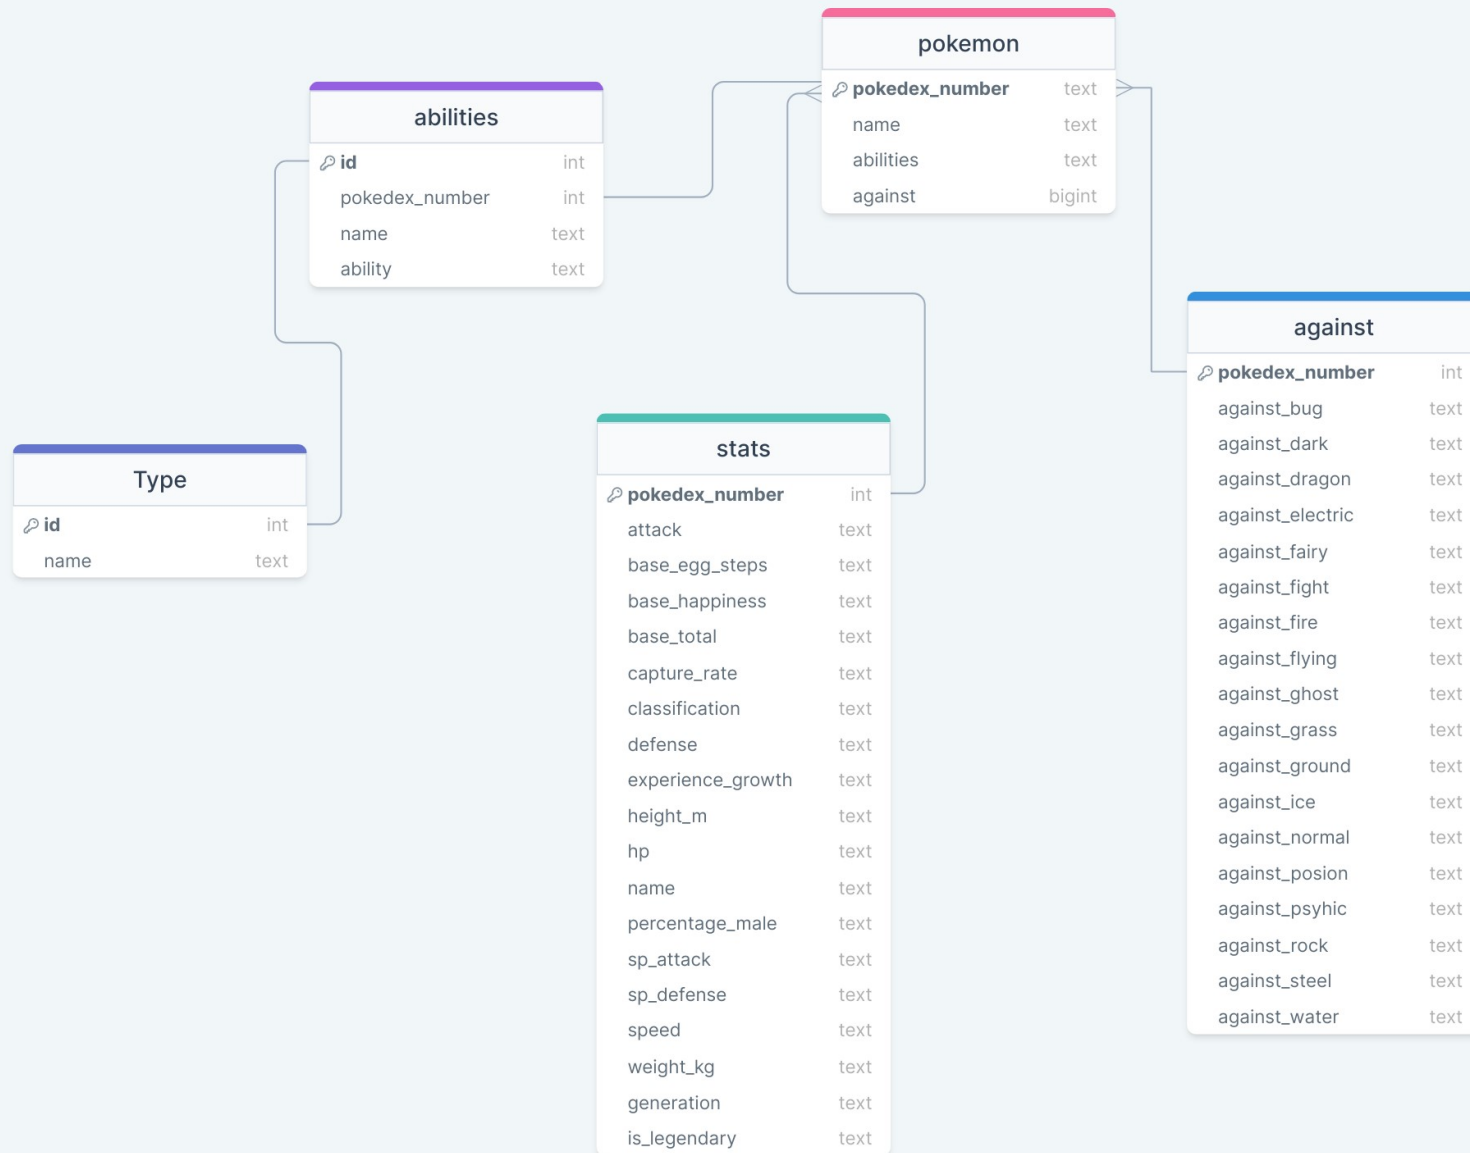 pokemon
pokedex_number text
name text
abilities text
against bigint
abilities
id int
pokedex_number int
name text
ability text
against
pokedex_number int
against_bug text
against_dark text
against_dragon text
against_electric text
against_fairy text
against_fight text
against_fire text
against_flying text
against_ghost text
against_grass text
against_ground text
against_ice text
against_normal text
against_posion text
against_psyhic text
against_rock text
against_steel text
against_water text
stats
pokedex_number int
attack text
base_egg_steps text
base_happiness text
base_total text
capture_rate text
classification text
defense text
experience_growth text
height_m text
hp text
name text
percentage_male text
sp_attack text
sp_defense text
speed text
weight_kg text
generation text
is_legendary text
Type
id int
name text